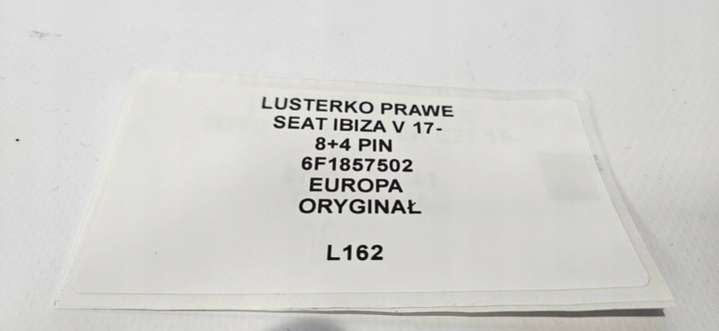 LUSTERKO PRAWE
SEAT IBIZA V 17-
8+4 PIN
6F1857502
EUROPA
ORYGINAŁ
L162